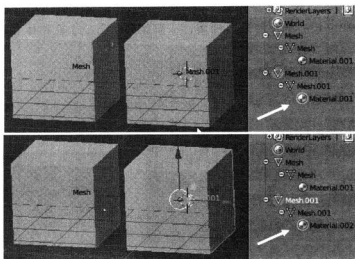 RenderLayers
World
Mesh
Mesh
Material.001
Mesh.001
Mesh.001
Material.001
Mesh
Mesh.001
RenderLayers
World
Mesh
Mesh
Material.001
Mesh.001
Mesh.001
Material.002
Mesh